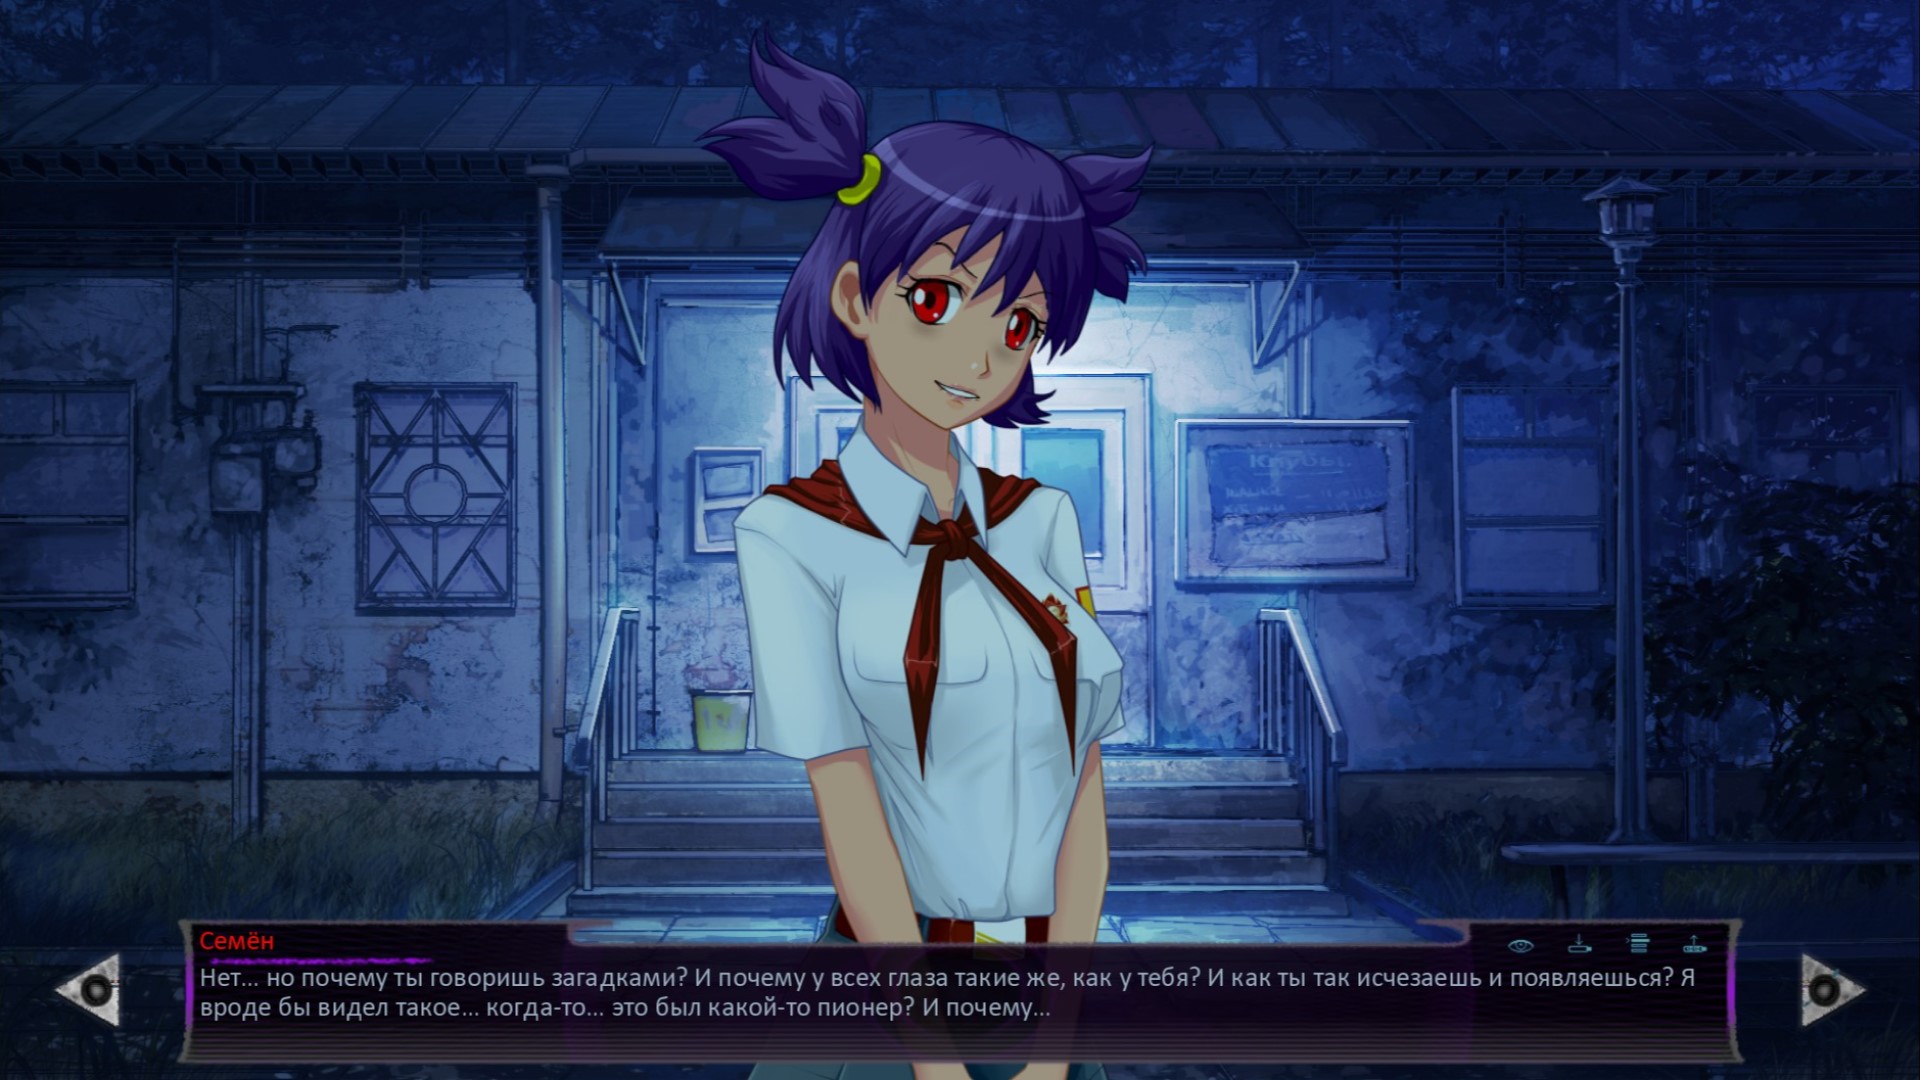 Клубы.
Семён
Нет... но почему ты говоришь загадками? И почему у всех глаза такие же, как у тебя? И как ты так исчезаешь и появляешься? Я
вроде бы видел такое... когда-то... это был какой-то пионер? И почему...